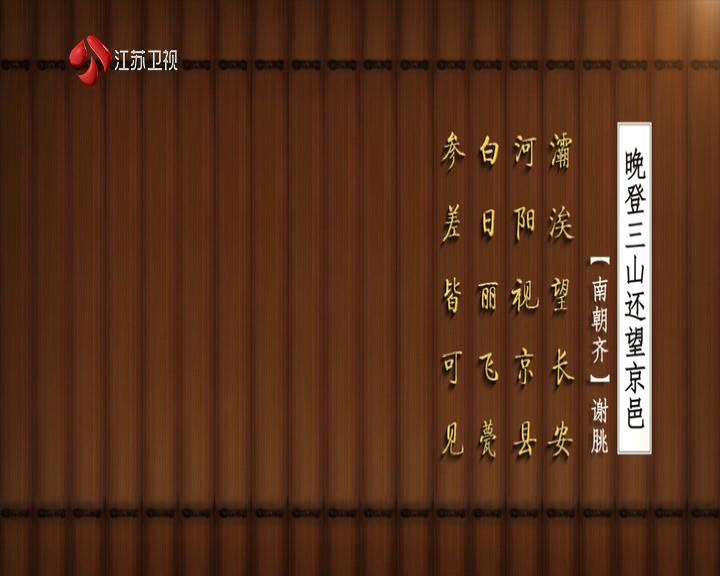 江苏卫视
晚登三山还望京邑
【南朝齐】谢朓
灞涘望长安
河阳视京县
白日丽飞甍
参差皆可见